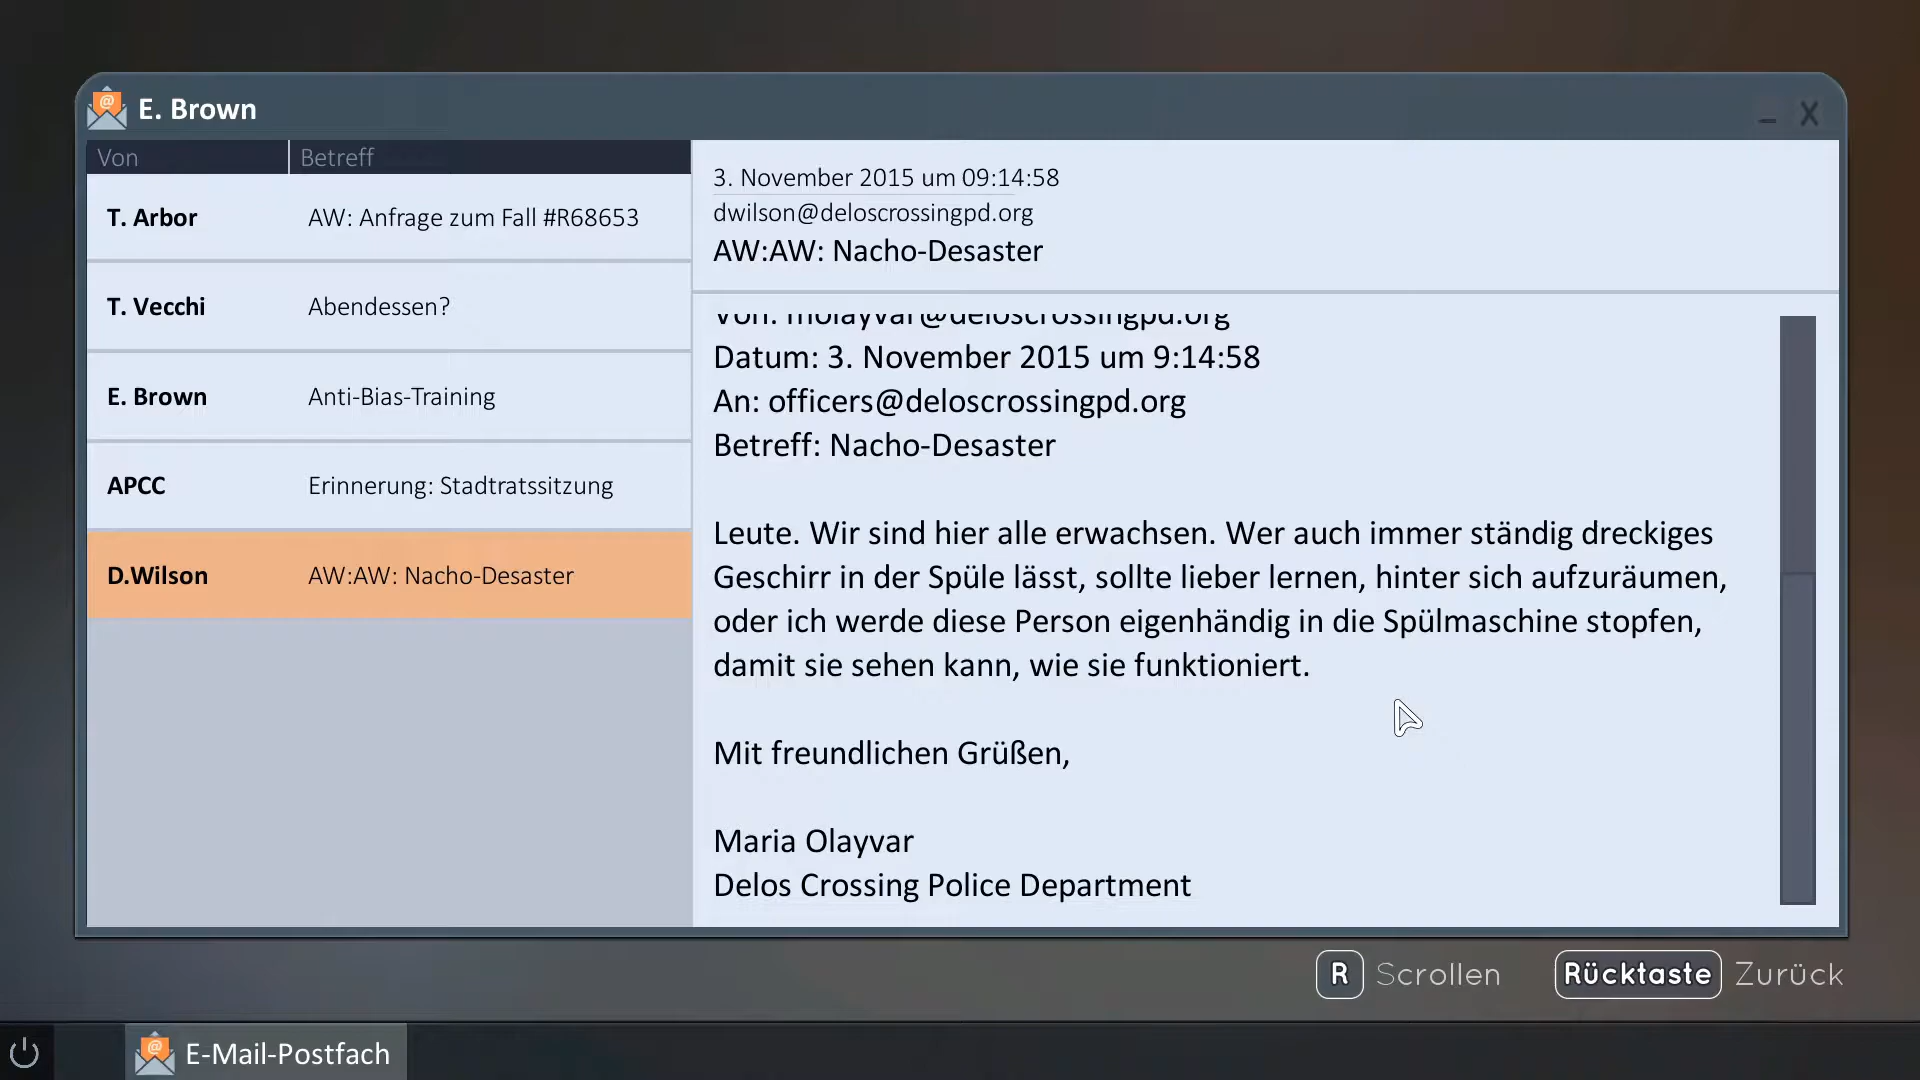 E. Brown
Von
Betreff
T. Arbor
AW: Anfrage zum Fall #R68653
T. Vecchi
Abendessen?
E. Brown
Anti-Bias-Training
APCC
Erinnerung: Stadtratssitzung
D.Wilson
AW:AW: Nacho-Desaster
3. November 2015 um 09:14:58
dwilson@deloscrossingpd.org
AW:AW: Nacho-Desaster
Von: molayvar@deloscrossingpd.org
Datum: 3. November 2015 um 9:14:58
An: officers@deloscrossingpd.org
Betreff: Nacho-Desaster
Leute. Wir sind hier alle erwachsen. Wer auch immer ständig dreckiges
Geschirr in der Spüle lässt, sollte lieber lernen, hinter sich aufzuräumen,
oder ich werde diese Person eigenhändig in die Spülmaschine stopfen,
damit sie sehen kann, wie sie funktioniert.
Mit freundlichen Grüßen,
Maria Olayvar
Delos Crossing Police Department
R Scrollen
Rücktaste Zurück
E-Mail-Postfach